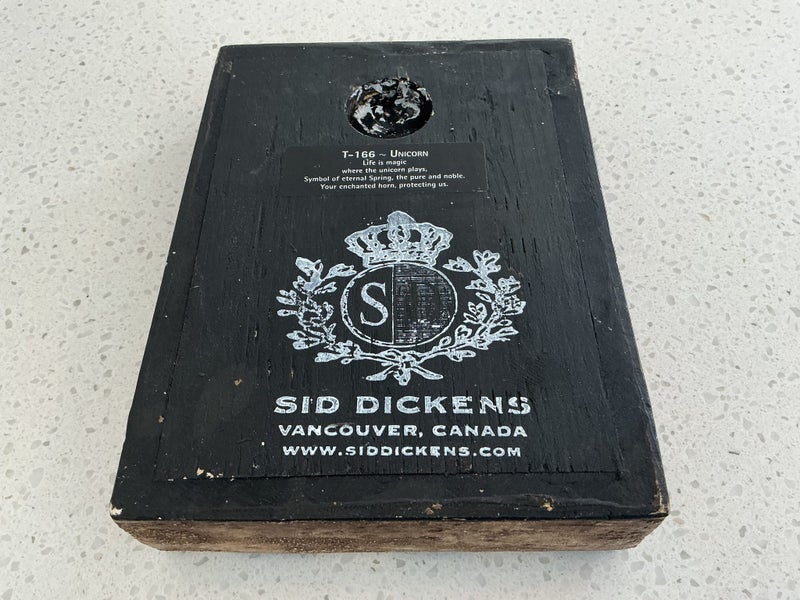 T-166 ~ Unicorn
Life is magic
where the unicorn plays,
Symbol of eternal Spring, the pure and noble.
Your enchanted horn, protecting us.
S
SID DICKENS
VANCOUVER, CANADA
WWW.SIDDICKENS.COM